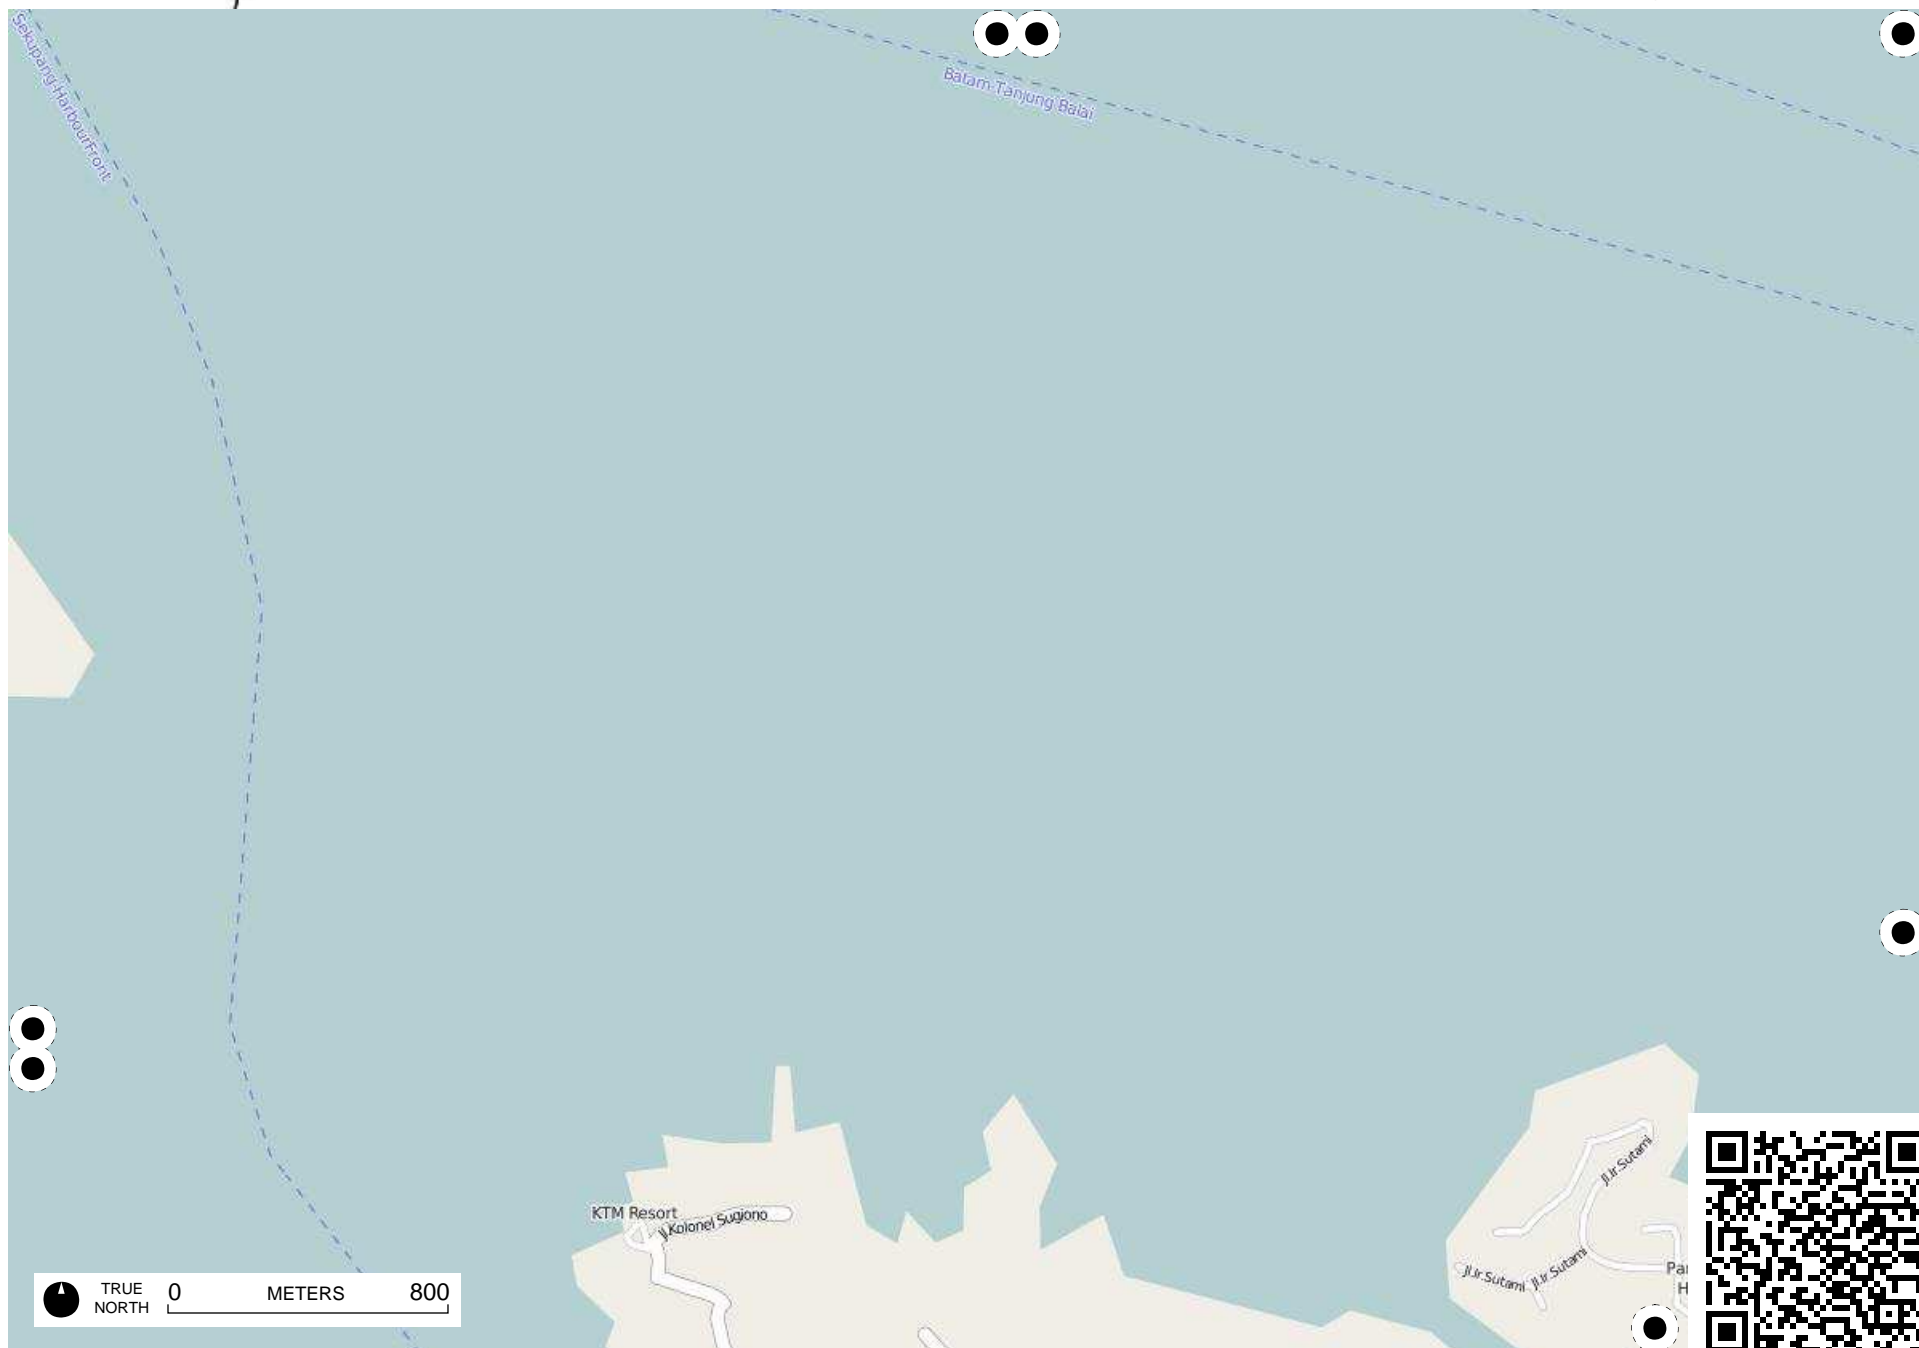 Sekupang-HarbourFront
Batam-Tanjung Balai
KTM Resort
Jl.Kolonel Sugiono
Jl.Ir.Sutami
Jl.Ir.Sutami
Jl.Ir.Sutami
TRUE
NORTH
0 METERS 800